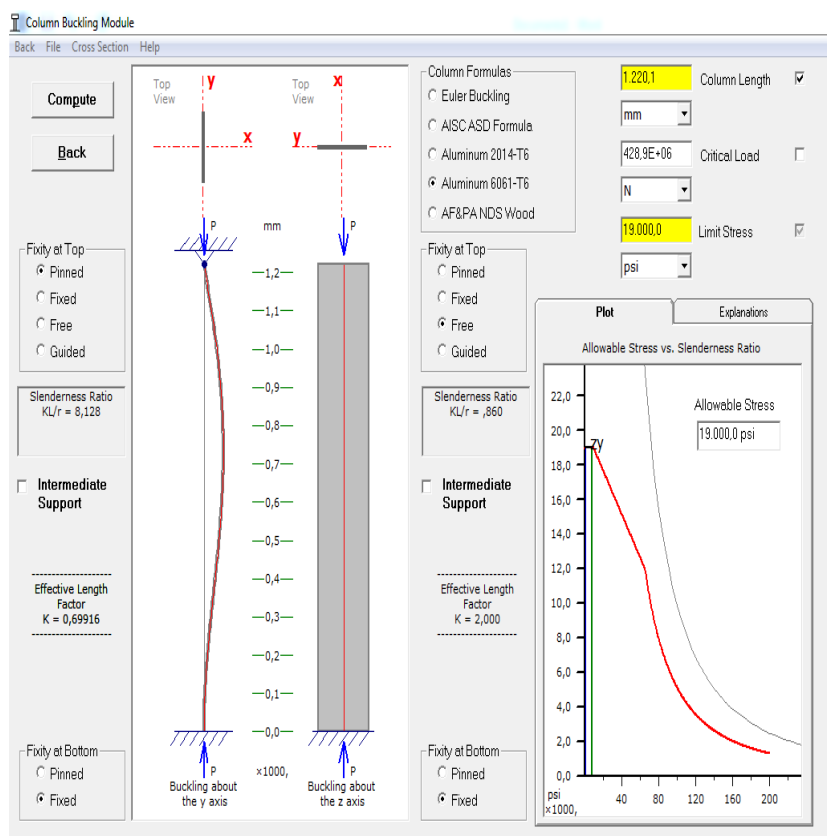 Column Buckling Module
Back File Cross Section Help
Compute
Back
Top View
y
x
Top View
x
y
P
mm
P
1,2
1,1
1,0
0,9
0,8
0,7
0,6
0,5
0,4
0,3
0,2
0,1
0,0
×1000,
P
P
Buckling about
the y axis
Buckling about
the z axis
Fixity at Top
Pinned
Fixed
Free
Guided
Slenderness Ratio
KL/r = 8,128
Intermediate
Support
Effective Length
Factor
K = 0,69916
Fixity at Bottom
Pinned
Fixed
Column Formulas
Euler Buckling
AISC ASD Formula
Aluminum 2014-T6
Aluminum 6061-T6
AF&PA NDS Wood
Fixity at Top
Pinned
Fixed
Free
Guided
Slenderness Ratio
KL/r = ,860
Intermediate
Support
Effective Length
Factor
K = 2,000
Fixity at Bottom
Pinned
Fixed
1.220,1 Column Length
mm
428,9E+06 Critical Load
N
19.000,0 Limit Stress
psi
Plot Explanations
Allowable Stress vs. Slenderness Ratio
Allowable Stress
19.000,0 psi
22,0
20,0
zy
18,0
16,0
14,0
12,0
10,0
8,0
6,0
4,0
2,0
0,0
psi 40 80 120 160 200
×1000,